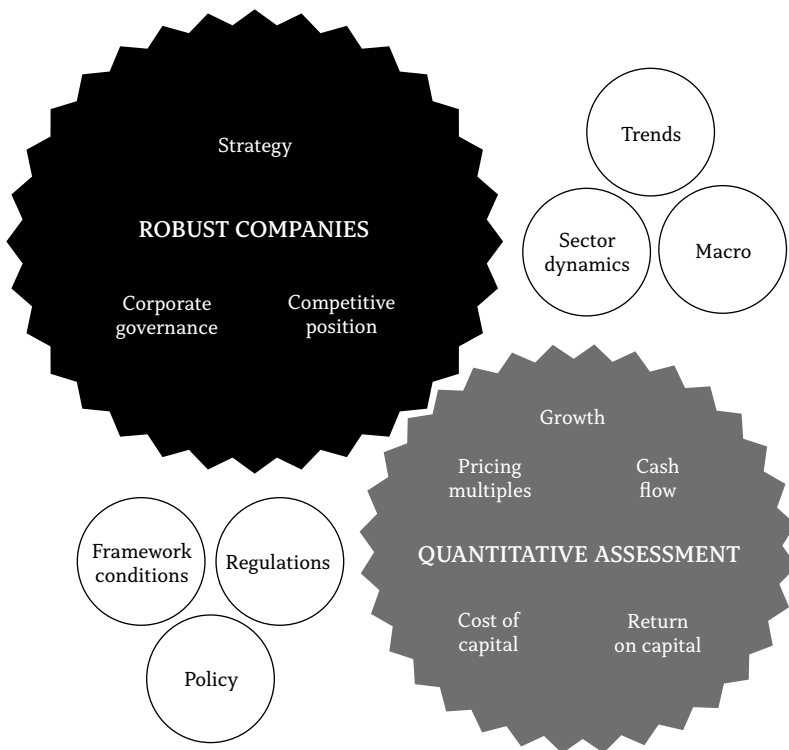 Strategy
ROBUST COMPANIES
Corporate
governance
Competitive
position
Trends
Sector
dynamics
Macro
Growth
Pricing
multiples
Cash
flow
QUANTITATIVE ASSESSMENT
Cost of
capital
Return
on capital
Framework
conditions
Regulations
Policy